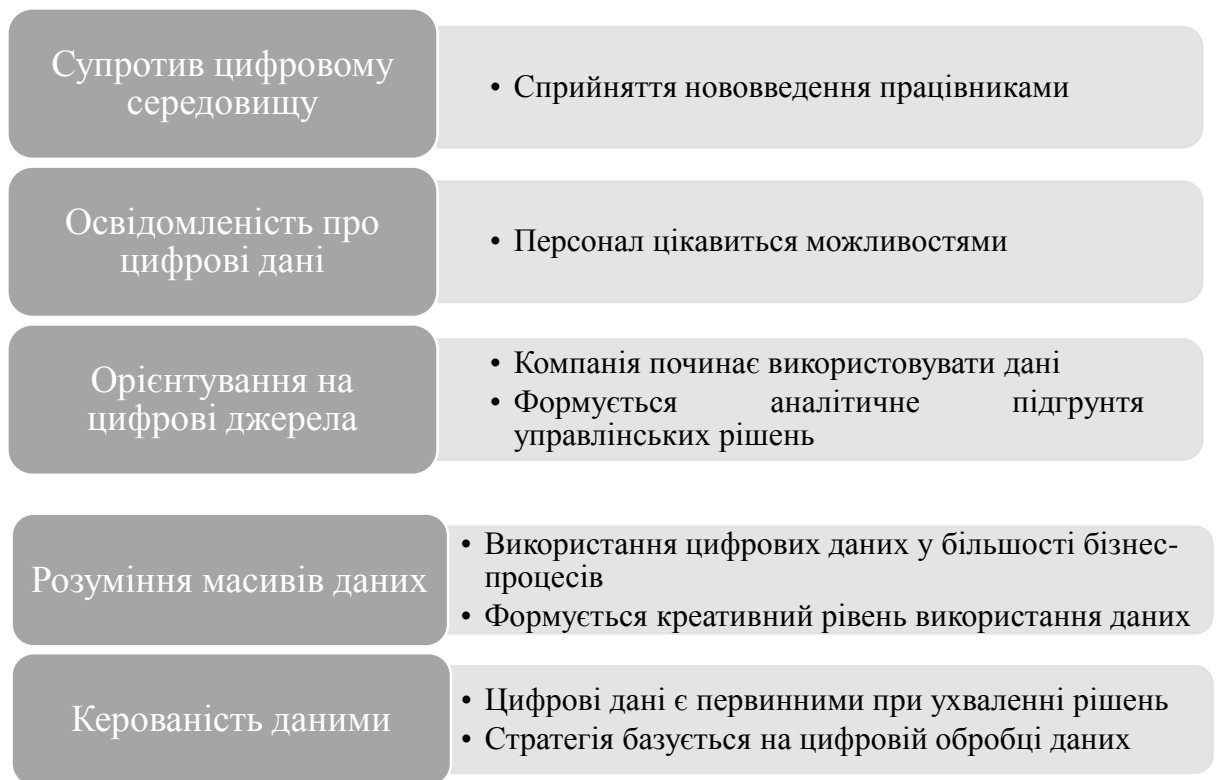 Супротив цифровому
середовищу
• Сприйняття нововведення працівниками
Освідомленість про
цифрові дані
• Персонал цікавиться можливостями
Орієнтування на
цифрові джерела
• Компанія починає використовувати дані
• Формується аналітичне підгрунтя
управлінських рішень
Розуміння масивів даних
• Використання цифрових даних у більшості бізнес-
процесів
• Формується креативний рівень використання даних
Керованість даними
• Цифрові дані є первинними при ухваленні рішень
• Стратегія базується на цифровій обробці даних